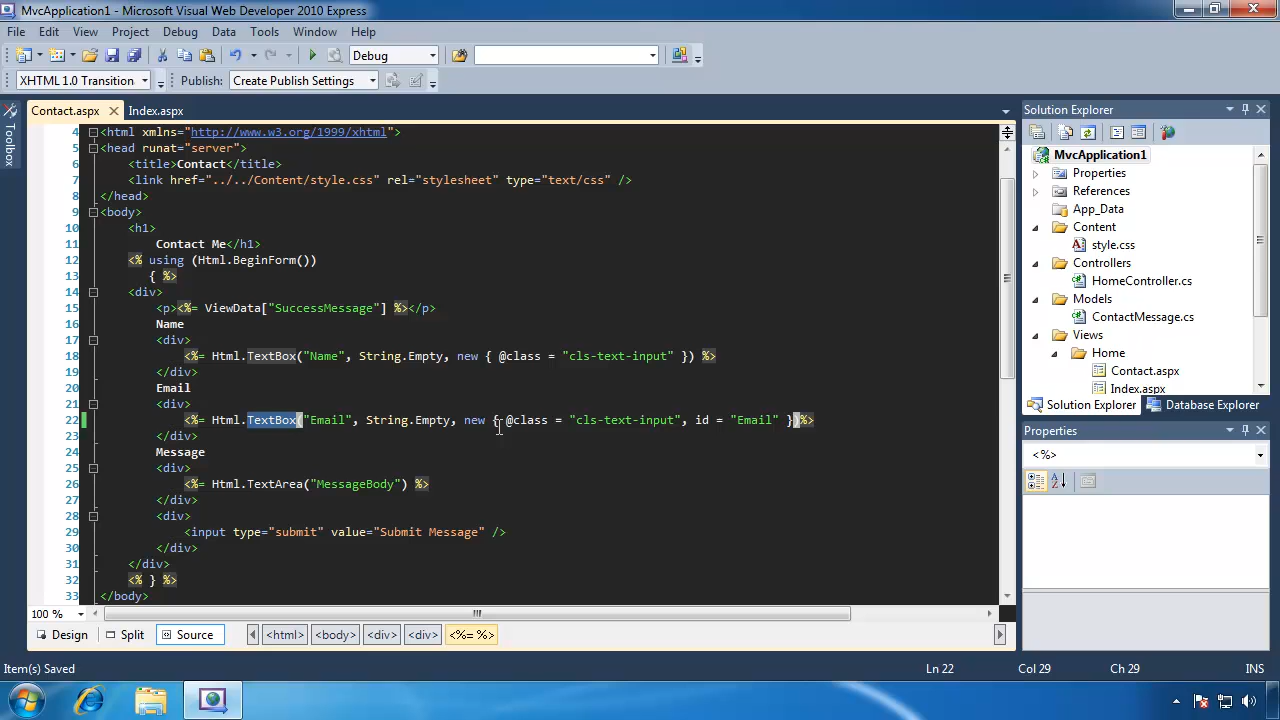 MvcApplication1 - Microsoft Visual Web Developer 2010 Express
File Edit View Project Debug Data Tools Window Help
Debug
XHTML 1.0 Transition Publish: Create Publish Settings
Contact.aspx Index.aspx
4 <html xmlns="http://www.w3.org/1999/xhtml">
5 <head runat="server">
6 <title>Contact</title>
7 <link href="../../Content/style.css" rel="stylesheet" type="text/css" />
8 </head>
9 <body>
10 <h1>
11 Contact Me</h1>
12 <% using (Html.BeginForm())
13 { %>
14 <div>
15 <p><%= ViewData["SuccessMessage"] %></p>
16 Name
17 <div>
18 <%= Html.TextBox("Name", String.Empty, new { @class = "cls-text-input" }) %>
19 </div>
20 Email
21 <div>
22 <%= Html.TextBox("Email", String.Empty, new { @class = "cls-text-input", id = "Email" })%>
23 </div>
24 Message
25 <div>
26 <%= Html.TextArea("MessageBody") %>
27 </div>
28 <div>
29 <input type="submit" value="Submit Message" />
30 </div>
31 </div>
32 <% } %>
33 </body>
100 %
Design Split Source <html> <body> <div> <div> <%= %>
Toolbox
Solution Explorer
MvcApplication1
Properties
References
App_Data
Content
style.css
Controllers
HomeController.cs
Models
ContactMessage.cs
Views
Home
Contact.aspx
Index.aspx
Solution Explorer Database Explorer
Properties
<%>
Item(s) Saved Ln 22 Col 29 Ch 29 INS